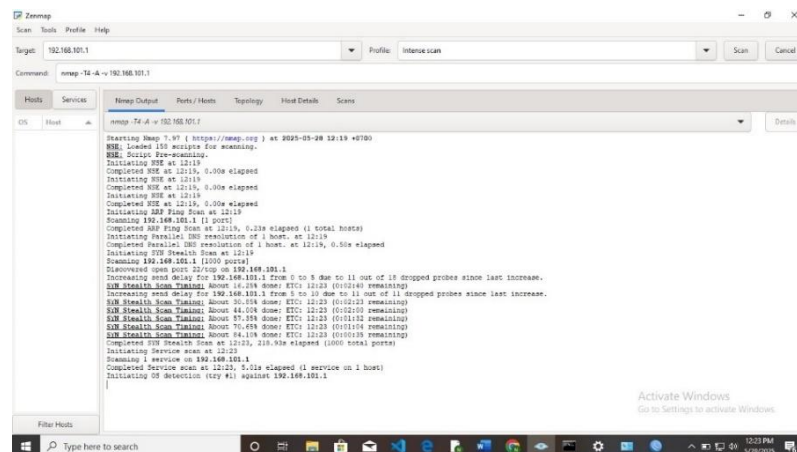 Zenmap
Scan Tools Profile Help
Target: 192.168.101.1 Profile: Intense scan Scan Cancel
Command: nmap -T4 -A -v 192.168.101.1
Hosts Services Nmap Output Ports / Hosts Topology Host Details Scans
OS Host nmap -T4 -A -v 192.168.101.1 Details
Starting Nmap 7.97 ( https://nmap.org ) at 2025-05-28 12:19 +0700
NSE: Loaded 158 scripts for scanning.
NSE: Script Pre-scanning.
Initiating NSE at 12:19
Completed NSE at 12:19, 0.00s elapsed
Initiating NSE at 12:19
Completed NSE at 12:19, 0.00s elapsed
Initiating NSE at 12:19
Completed NSE at 12:19, 0.00s elapsed
Initiating ARP Ping Scan at 12:19
Scanning 192.168.101.1 [1 port]
Completed ARP Ping Scan at 12:19, 0.23s elapsed (1 total hosts)
Initiating Parallel DNS resolution of 1 host. at 12:19
Completed Parallel DNS resolution of 1 host. at 12:19, 0.50s elapsed
Initiating SYN Stealth Scan at 12:19
Scanning 192.168.101.1 [1000 ports]
Discovered open port 22/tcp on 192.168.101.1
Increasing send delay for 192.168.101.1 from 0 to 5 due to 11 out of 18 dropped probes since last increase.
SYN Stealth Scan Timing: About 16.25% done; ETC: 12:23 (0:02:40 remaining)
Increasing send delay for 192.168.101.1 from 5 to 10 due to 11 out of 11 dropped probes since last increase.
SYN Stealth Scan Timing: About 30.05% done; ETC: 12:23 (0:02:23 remaining)
SYN Stealth Scan Timing: About 44.00% done; ETC: 12:23 (0:02:00 remaining)
SYN Stealth Scan Timing: About 57.35% done; ETC: 12:23 (0:01:32 remaining)
SYN Stealth Scan Timing: About 70.65% done; ETC: 12:23 (0:01:04 remaining)
SYN Stealth Scan Timing: About 84.10% done; ETC: 12:23 (0:00:35 remaining)
Completed SYN Stealth Scan at 12:23, 218.93s elapsed (1000 total ports)
Initiating Service scan at 12:23
Scanning 1 service on 192.168.101.1
Completed Service scan at 12:23, 5.01s elapsed (1 service on 1 host)
Initiating OS detection (try #1) against 192.168.101.1
Activate Windows
Go to Settings to activate Windows.
Filter Hosts
Type here to search
12:23 PM
5/28/2025